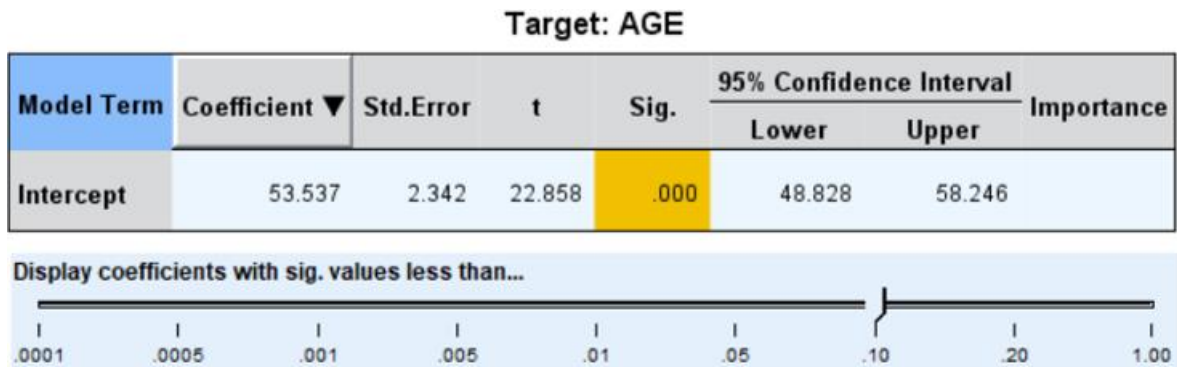 Target: AGE
Model Term Coefficient ▼ Std.Error t Sig. 95% Confidence Interval Importance
Lower Upper
Intercept 53.537 2.342 22.858 .000 48.828 58.246
Display coefficients with sig. values less than...
.0001 .0005 .001 .005 .01 .05 .10 .20 1.00